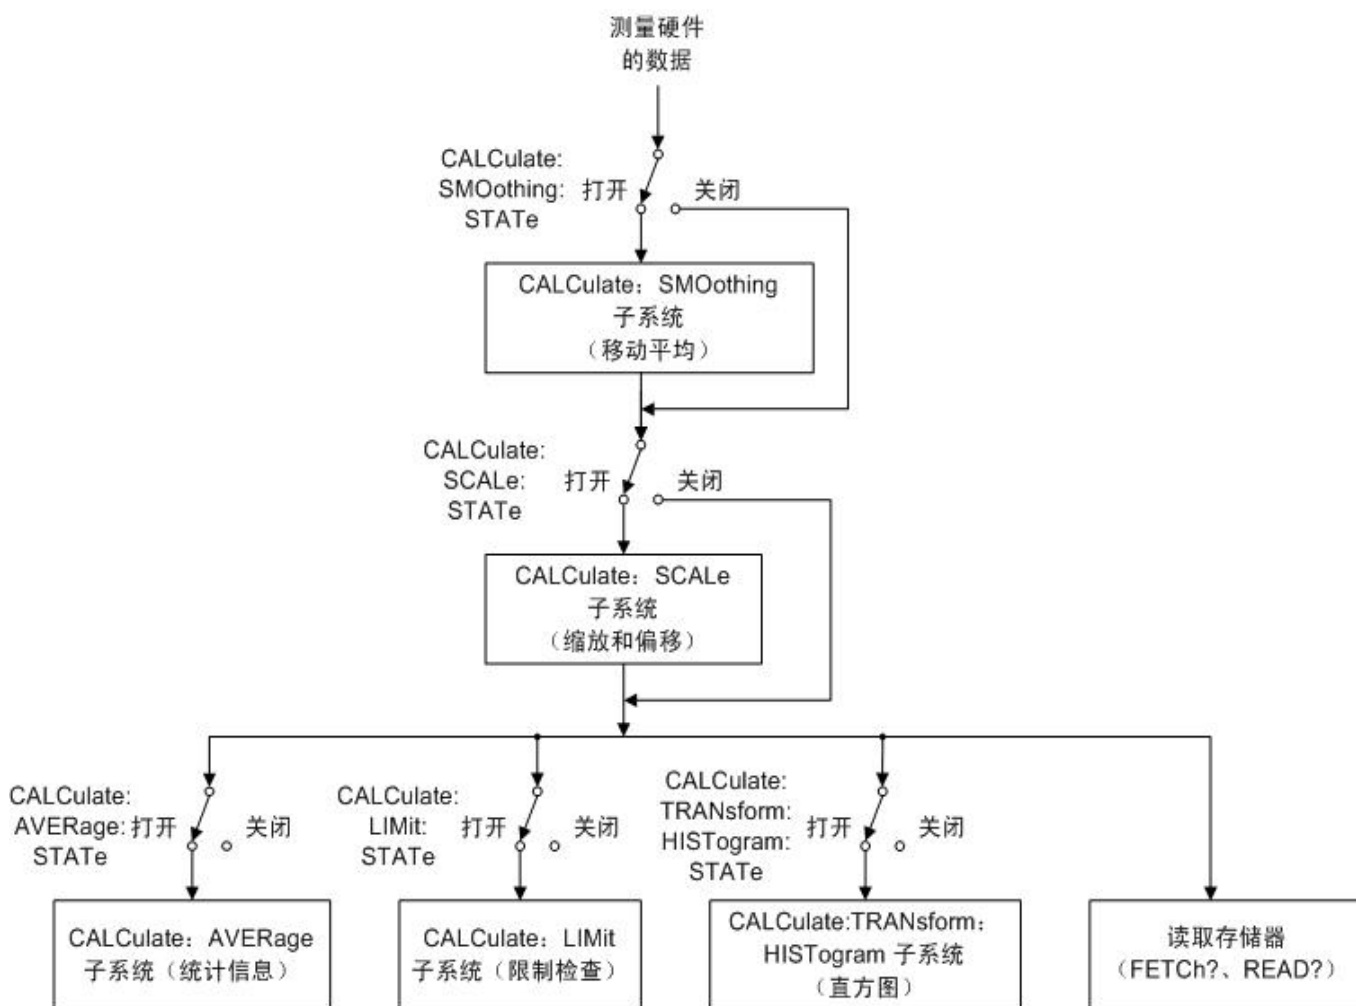 测量硬件
的数据
CALCulate:
SMOothing:
STATe
打开
关闭
CALCulate：SMOothing
子系统
（移动平均）
CALCulate:
SCALe:
STATe
打开
关闭
CALCulate：SCALe
子系统
（缩放和偏移）
CALCulate:
AVERage:
STATe
打开
关闭
CALCulate:
LIMit:
STATe
打开
关闭
CALCulate:
TRANsform:
HISTogram:
STATe
打开
关闭
CALCulate：AVERage
子系统（统计信息）
CALCulate：LIMit
子系统（限制检查）
CALCulate:TRANsform：
HISTogram 子系统
（直方图）
读取存储器
（FETCh?、READ?）